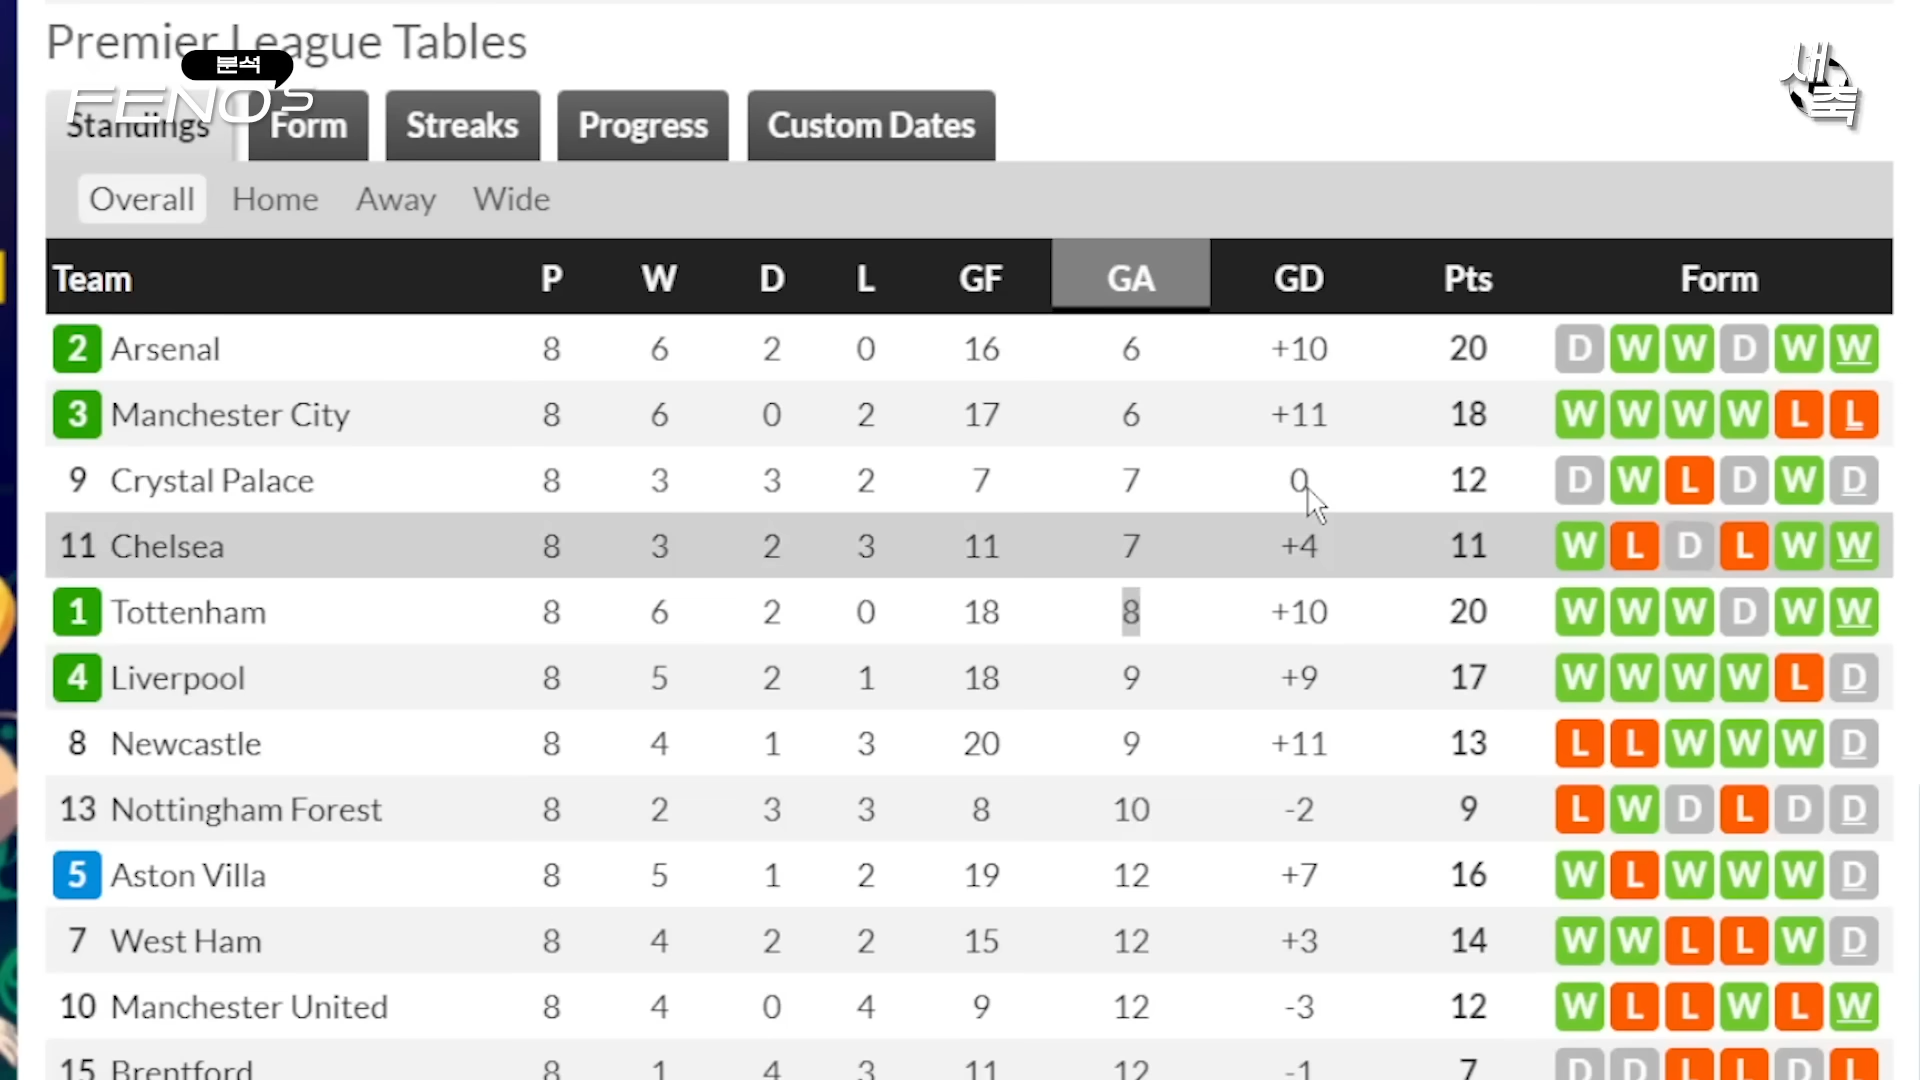 Premier League Tables
분석
FENOS
새축
Standings Form Streaks Progress Custom Dates
Overall Home Away Wide
Team P W D L GF GA GD Pts Form
2 Arsenal 8 6 2 0 16 6 +10 20 D W W D W W
3 Manchester City 8 6 0 2 17 6 +11 18 W W W W L L
9 Crystal Palace 8 3 3 2 7 7 0 12 D W L D W D
11 Chelsea 8 3 2 3 11 7 +4 11 W L D L W W
1 Tottenham 8 6 2 0 18 8 +10 20 W W W D W W
4 Liverpool 8 5 2 1 18 9 +9 17 W W W W L D
8 Newcastle 8 4 1 3 20 9 +11 13 L L W W W D
13 Nottingham Forest 8 2 3 3 8 10 -2 9 L W D L D D
5 Aston Villa 8 5 1 2 19 12 +7 16 W L W W W D
7 West Ham 8 4 2 2 15 12 +3 14 W W L L W D
10 Manchester United 8 4 0 4 9 12 -3 12 W L L W L W
15 Brentford 8 1 4 3 11 12 -1 7 D D L L D L